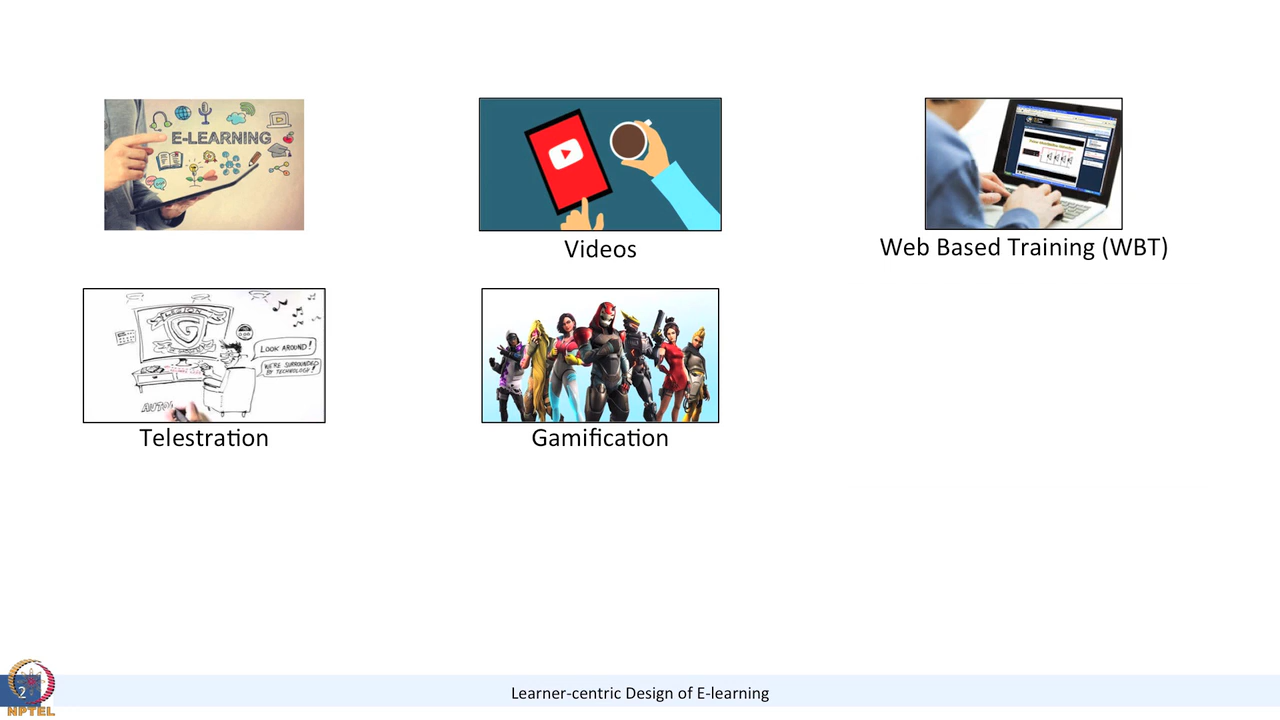 E-LEARNING
Videos
Web Based Training (WBT)
LEGION
G
LOOK AROUND!
WE'RE SURROUNDED
BY TECHNOLOGY!
Telestration
Gamification
2
NPTEL
Learner-centric Design of E-learning